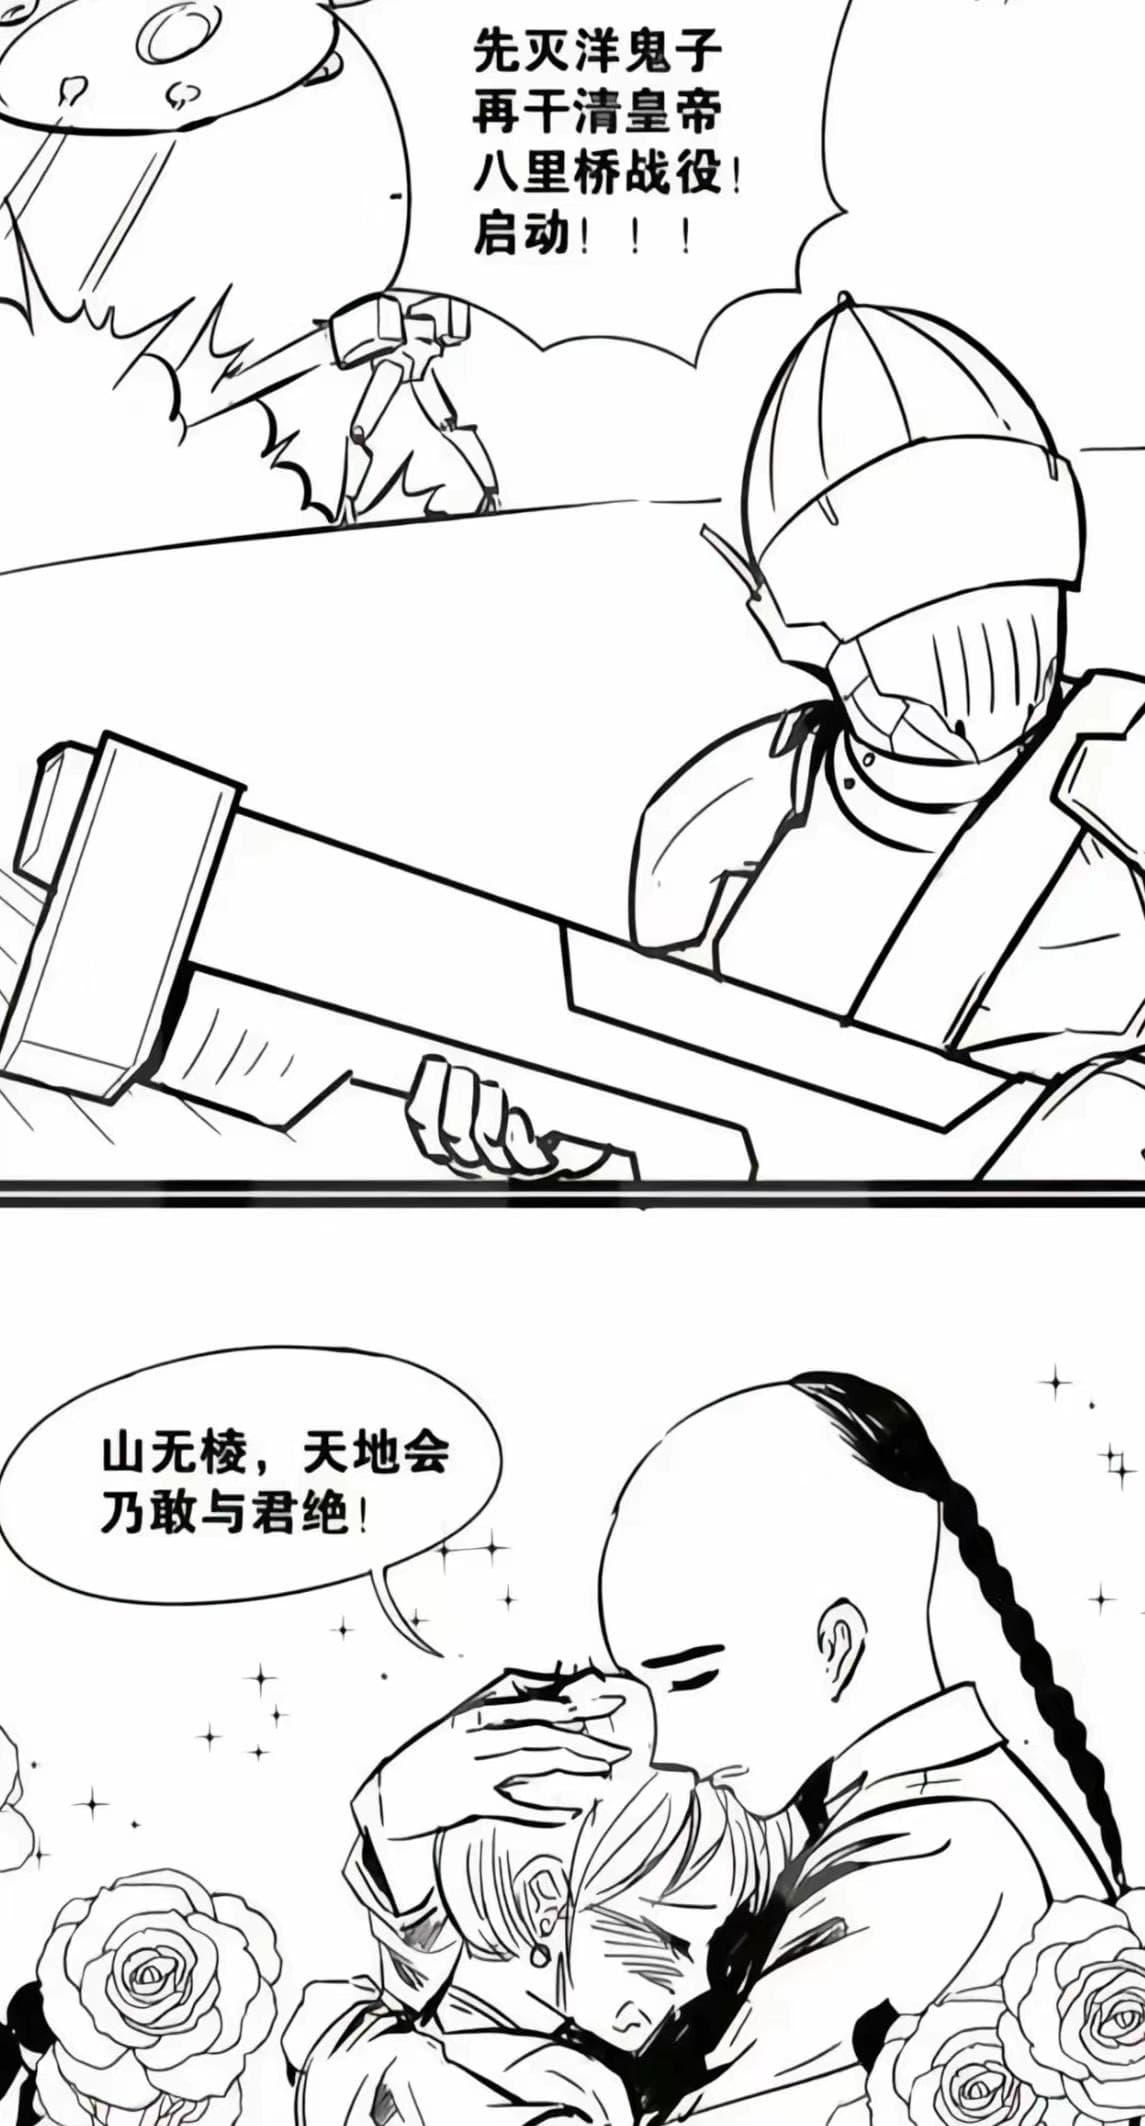 先灭洋鬼子
再干清皇帝
八里桥战役！
启动！！！
山无棱，天地会
乃敢与君绝！